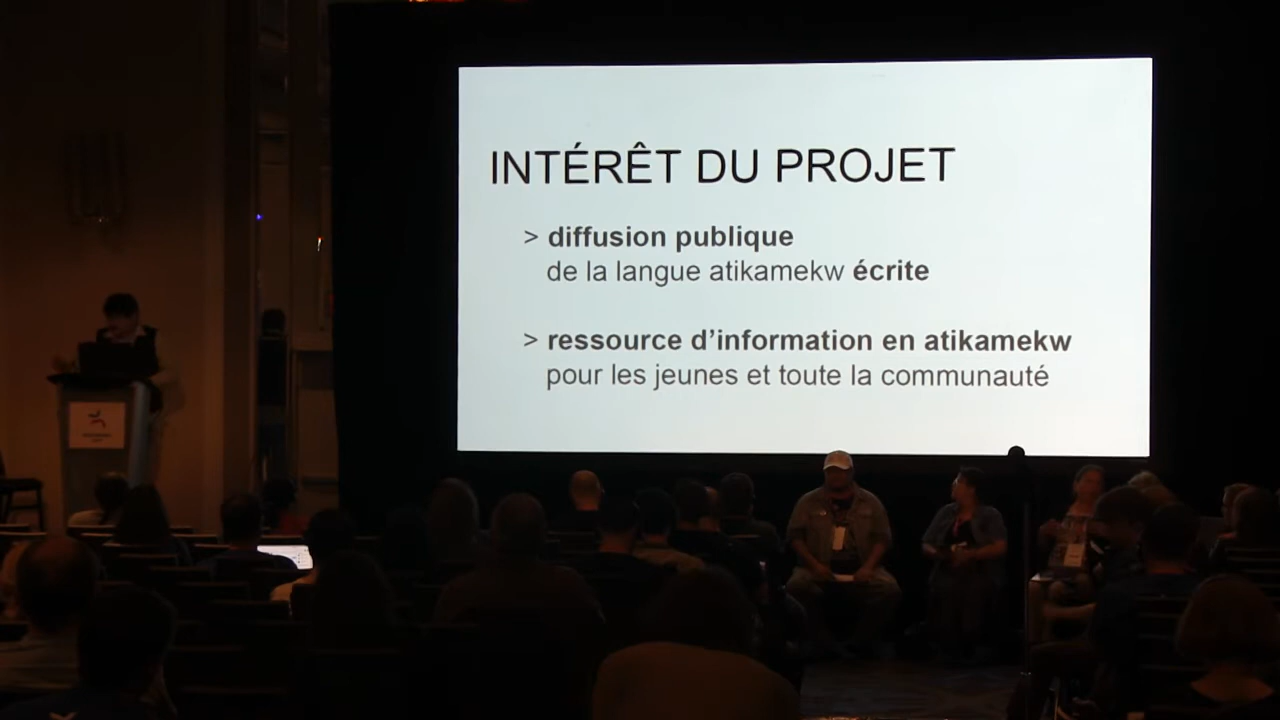 INTÉRÊT DU PROJET
> diffusion publique
de la langue atikamekw écrite
> ressource d’information en atikamekw
pour les jeunes et toute la communauté